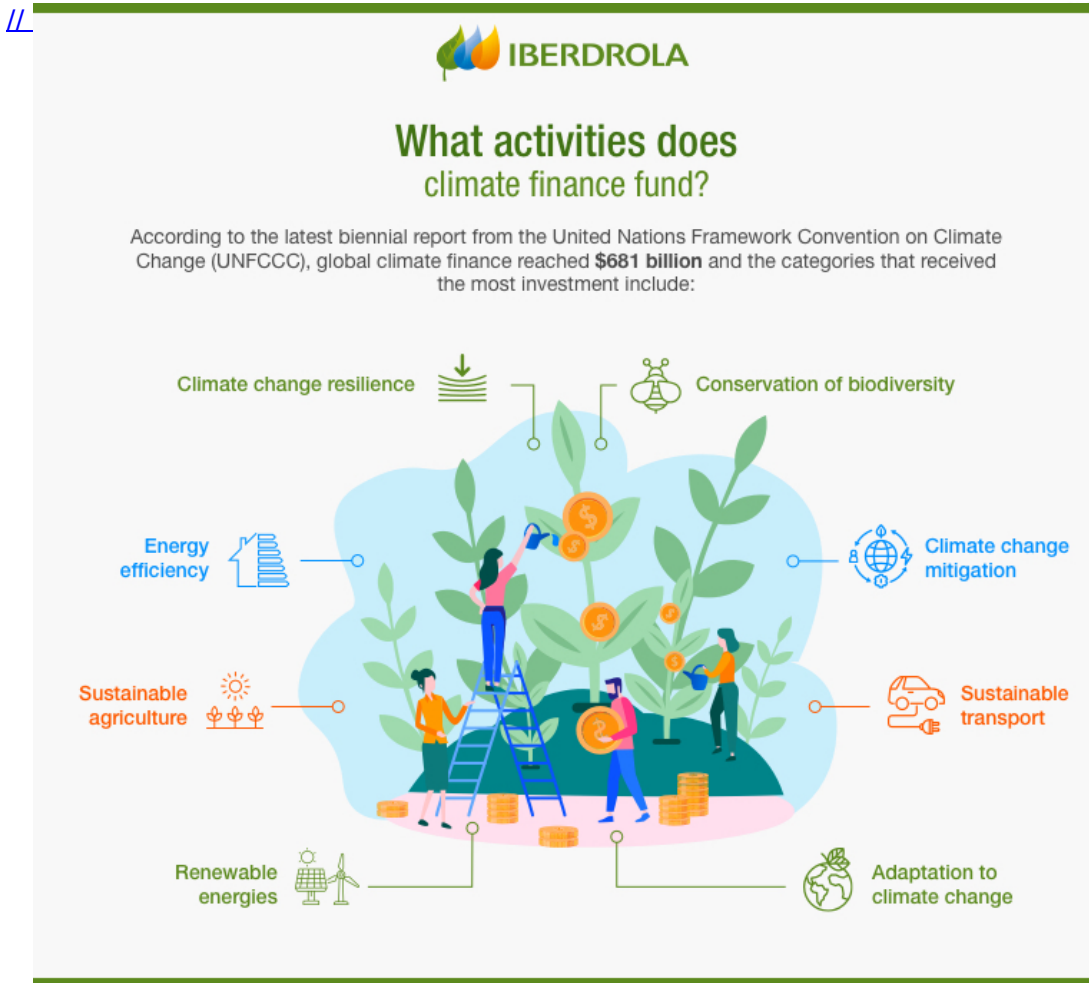 //
IBERDROLA
What activities does
climate finance fund?
According to the latest biennial report from the United Nations Framework Convention on Climate
Change (UNFCCC), global climate finance reached $681 billion and the categories that received
the most investment include:
Climate change resilience
Conservation of biodiversity
Energy
efficiency
Climate change
mitigation
Sustainable
agriculture
Sustainable
transport
Renewable
energies
Adaptation to
climate change